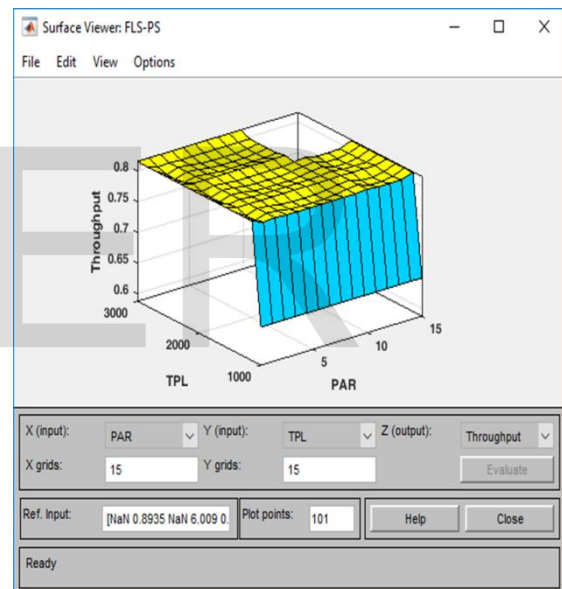 Surface Viewer: FLS-PS
File Edit View Options
ER
0.8
0.75
0.7
0.65
0.6
Throughput
3000
2000
1000
TPL
5
10
15
PAR
X (input): PAR Y (input): TPL Z (output): Throughput
X grids: 15 Y grids: 15 Evaluate
Ref. Input: [NaN 0.8935 NaN 6.009 0. Plot points: 101 Help Close
Ready